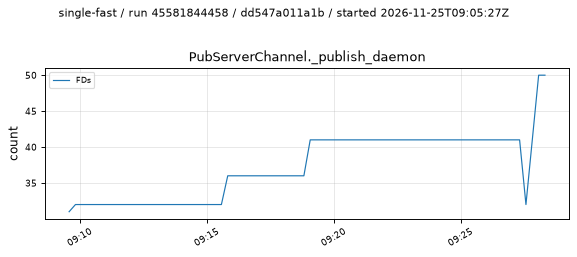 single-fast / run 45581844458 / dd547a011a1b / started 2026-11-25T09:05:27Z
PubServerChannel._publish_daemon
FDs
count
50
45
40
35
09:10
09:15
09:20
09:25